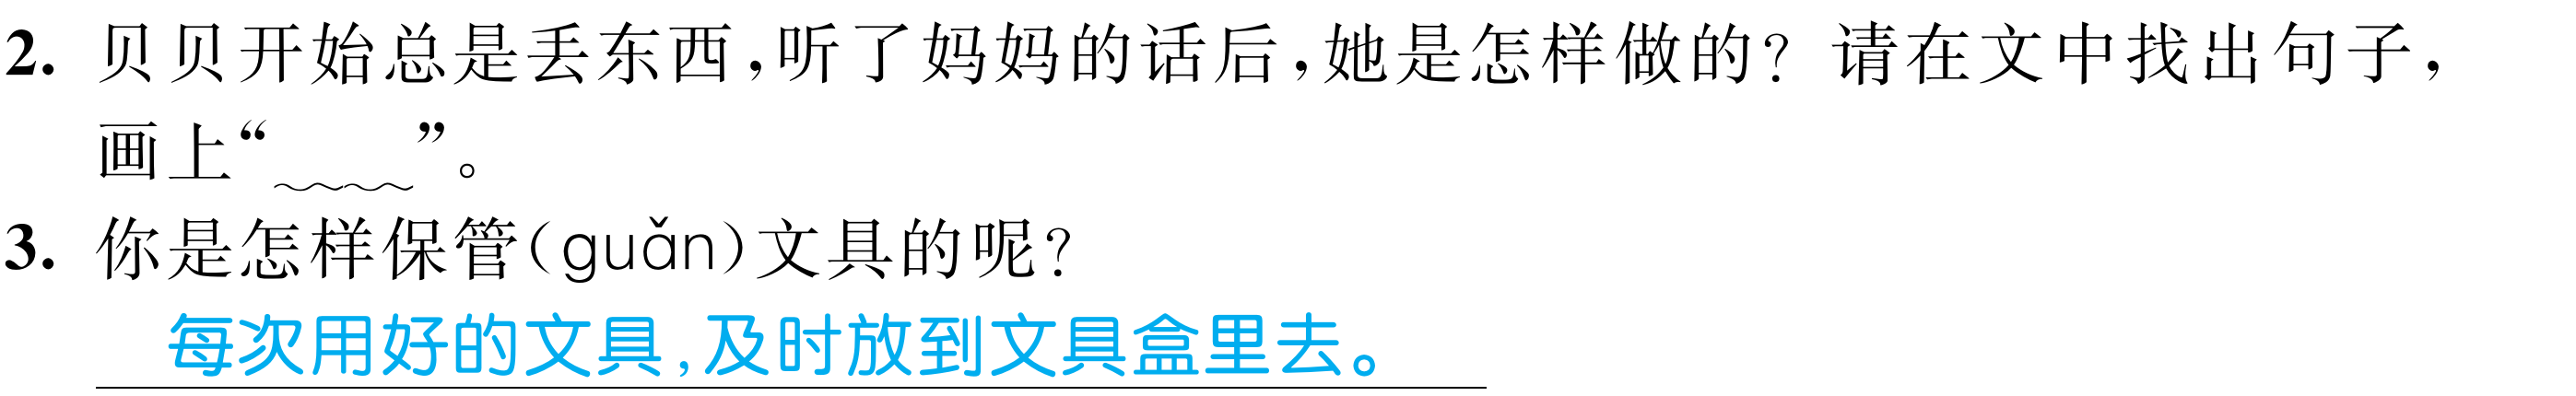 2. 贝贝开始总是丢东西,听了妈妈的话后,她是怎样做的? 请在文中找出句子,
画上“﹏﹏”。
3. 你是怎样保管(guǎn)文具的呢?
每次用好的文具,及时放到文具盒里去。